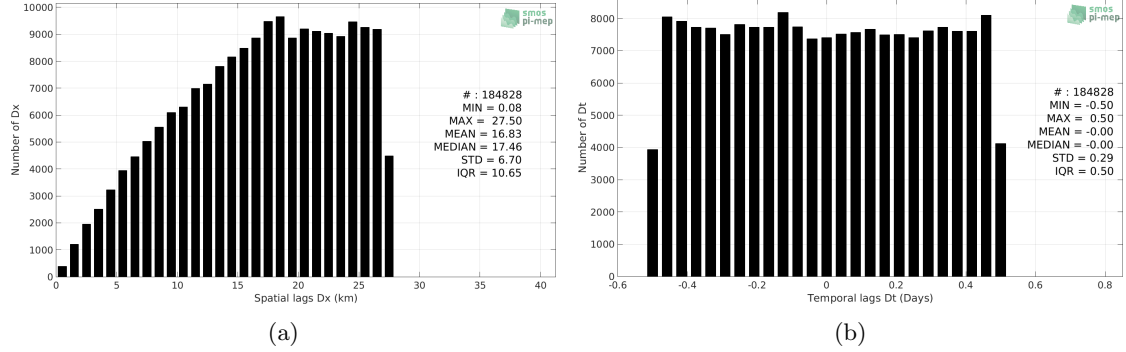 10000
9000
8000
7000
6000
5000
4000
3000
2000
1000
0
Number of Dx
smos
pi-mep
# : 184828
MIN = 0.08
MAX = 27.50
MEAN = 16.83
MEDIAN = 17.46
STD = 6.70
IQR = 10.65
0 5 10 15 20 25 30 35 40
Spatial lags Dx (km)
(a)
8000
7000
6000
5000
4000
3000
2000
1000
0
Number of Dt
smos
pi-mep
# : 184828
MIN = -0.50
MAX = 0.50
MEAN = -0.00
MEDIAN = -0.00
STD = 0.29
IQR = 0.50
-0.6 -0.4 -0.2 0 0.2 0.4 0.6 0.8
Temporal lags Dt (Days)
(b)